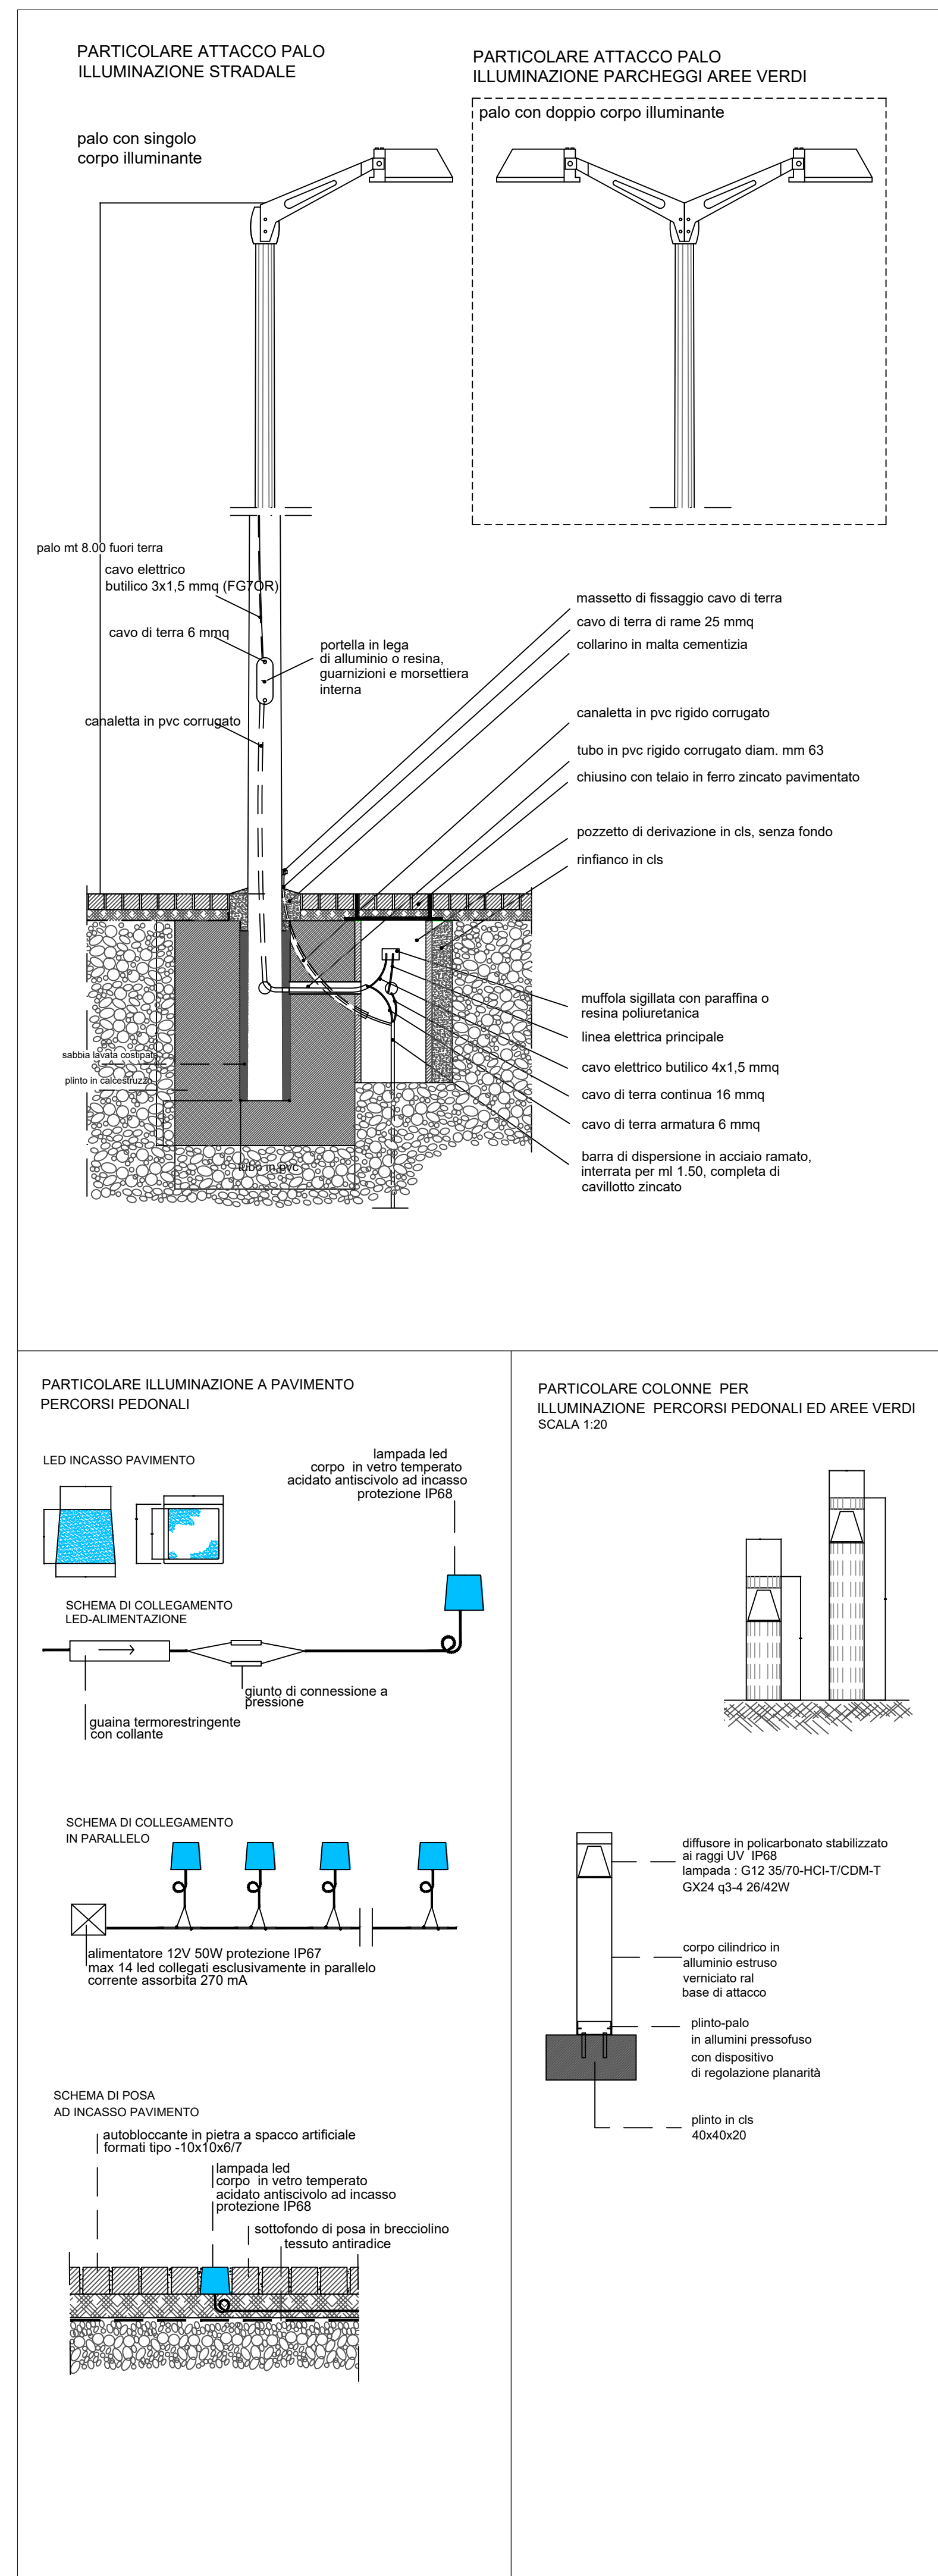 PARTICOLARE ATTACCO PALO
ILLUMINAZIONE STRADALE
PARTICOLARE ATTACCO PALO
ILLUMINAZIONE PARCHEGGI AREE VERDI
palo con doppio corpo illuminante
palo con singolo
corpo illuminante
palo mt 8.00 fuori terra
cavo elettrico
butilico 3x1,5 mmq (FG7OR)
cavo di terra 6 mmq
portella in lega
di alluminio o resina,
guarnizioni e morsettiera
interna
canaletta in pvc corrugato
massetto di fissaggio cavo di terra
cavo di terra di rame 25 mmq
collarino in malta cementizia
canaletta in pvc rigido corrugato
tubo in pvc rigido corrugato diam. mm 63
chiusino con telaio in ferro zincato pavimentato
pozzetto di derivazione in cls, senza fondo
rinfianco in cls
muffola sigillata con paraffina o
resina poliuretanica
linea elettrica principale
cavo elettrico butilico 4x1,5 mmq
cavo di terra continua 16 mmq
cavo di terra armatura 6 mmq
barra di dispersione in acciaio ramato,
interrata per ml 1.50, completa di
cavillotto zincato
sabbia lavata costipata
plinto in calcestruzzo
tubo in pvc
PARTICOLARE ILLUMINAZIONE A PAVIMENTO
PERCORSI PEDONALI
LED INCASSO PAVIMENTO
lampada led
corpo in vetro temperato
acidato antiscivolo ad incasso
protezione IP68
SCHEMA DI COLLEGAMENTO
LED-ALIMENTAZIONE
giunto di connessione a
pressione
guaina termorestringente
con collante
SCHEMA DI COLLEGAMENTO
IN PARALLELO
alimentatore 12V 50W protezione IP67
max 14 led collegati esclusivamente in parallelo
corrente assorbita 270 mA
SCHEMA DI POSA
AD INCASSO PAVIMENTO
autobloccante in pietra a spacco artificiale
formati tipo -10x10x6/7
lampada led
corpo in vetro temperato
acidato antiscivolo ad incasso
protezione IP68
sottofondo di posa in brecciolino
tessuto antiradice
PARTICOLARE COLONNE PER
ILLUMINAZIONE PERCORSI PEDONALI ED AREE VERDI
SCALA 1:20
diffusore in policarbonato stabilizzato
ai raggi UV IP68
lampada : G12 35/70-HCI-T/CDM-T
GX24 q3-4 26/42W
corpo cilindrico in
alluminio estruso
verniciato ral
base di attacco
plinto-palo
in allumini pressofuso
con dispositivo
di regolazione planarità
plinto in cls
40x40x20